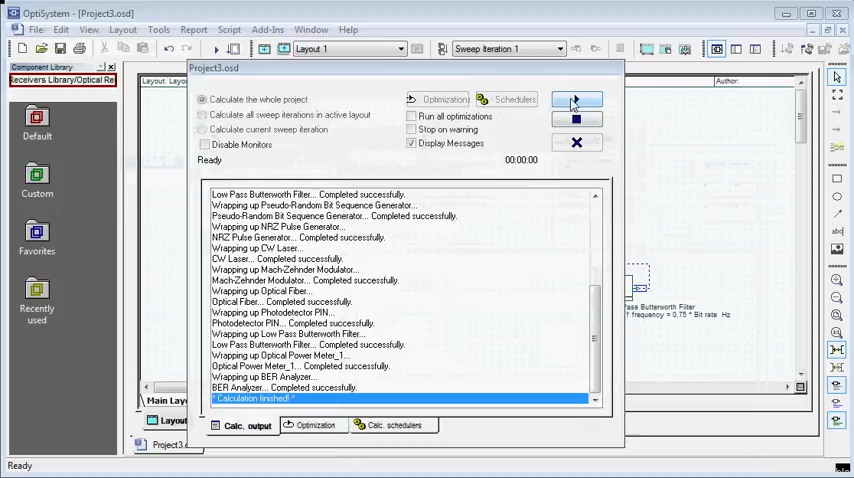 OptiSystem - [Project3.osd]
File Edit View Layout Tools Report Script Add-Ins Window Help
Layout 1
Sweep Iteration 1
Component Library
Receivers Library/Optical Re
Default
Custom
Favorites
Recently
used
Author:
Project3.osd
Calculate the whole project
Calculate all sweep iterations in active layout
Calculate current sweep iteration
Disable Monitors
Optimizations
Schedulers
Run all optimizations
Stop on warning
Display Messages
Ready
00:00:00
Low Pass Butterworth Filter... Completed successfully.
Wrapping up Pseudo-Random Bit Sequence Generator...
Pseudo-Random Bit Sequence Generator... Completed successfully.
Wrapping up NRZ Pulse Generator...
NRZ Pulse Generator... Completed successfully.
Wrapping up CW Laser...
CW Laser... Completed successfully.
Wrapping up Mach-Zehnder Modulator...
Mach-Zehnder Modulator... Completed successfully.
Wrapping up Optical Fiber...
Optical Fiber... Completed successfully.
Wrapping up Photodetector PIN...
Photodetector PIN... Completed successfully.
Wrapping up Low Pass Butterworth Filter...
Low Pass Butterworth Filter... Completed successfully.
Wrapping up Optical Power Meter_1...
Optical Power Meter_1... Completed successfully.
Wrapping up BER Analyzer...
BER Analyzer... Completed successfully.
* Calculation finished! *
Calc. output
Optimization
Calc. schedulers
Pass Butterworth Filter
f frequency = 0.75 * Bit rate Hz
abc
Main Lay
Layout
Project3.
Ready